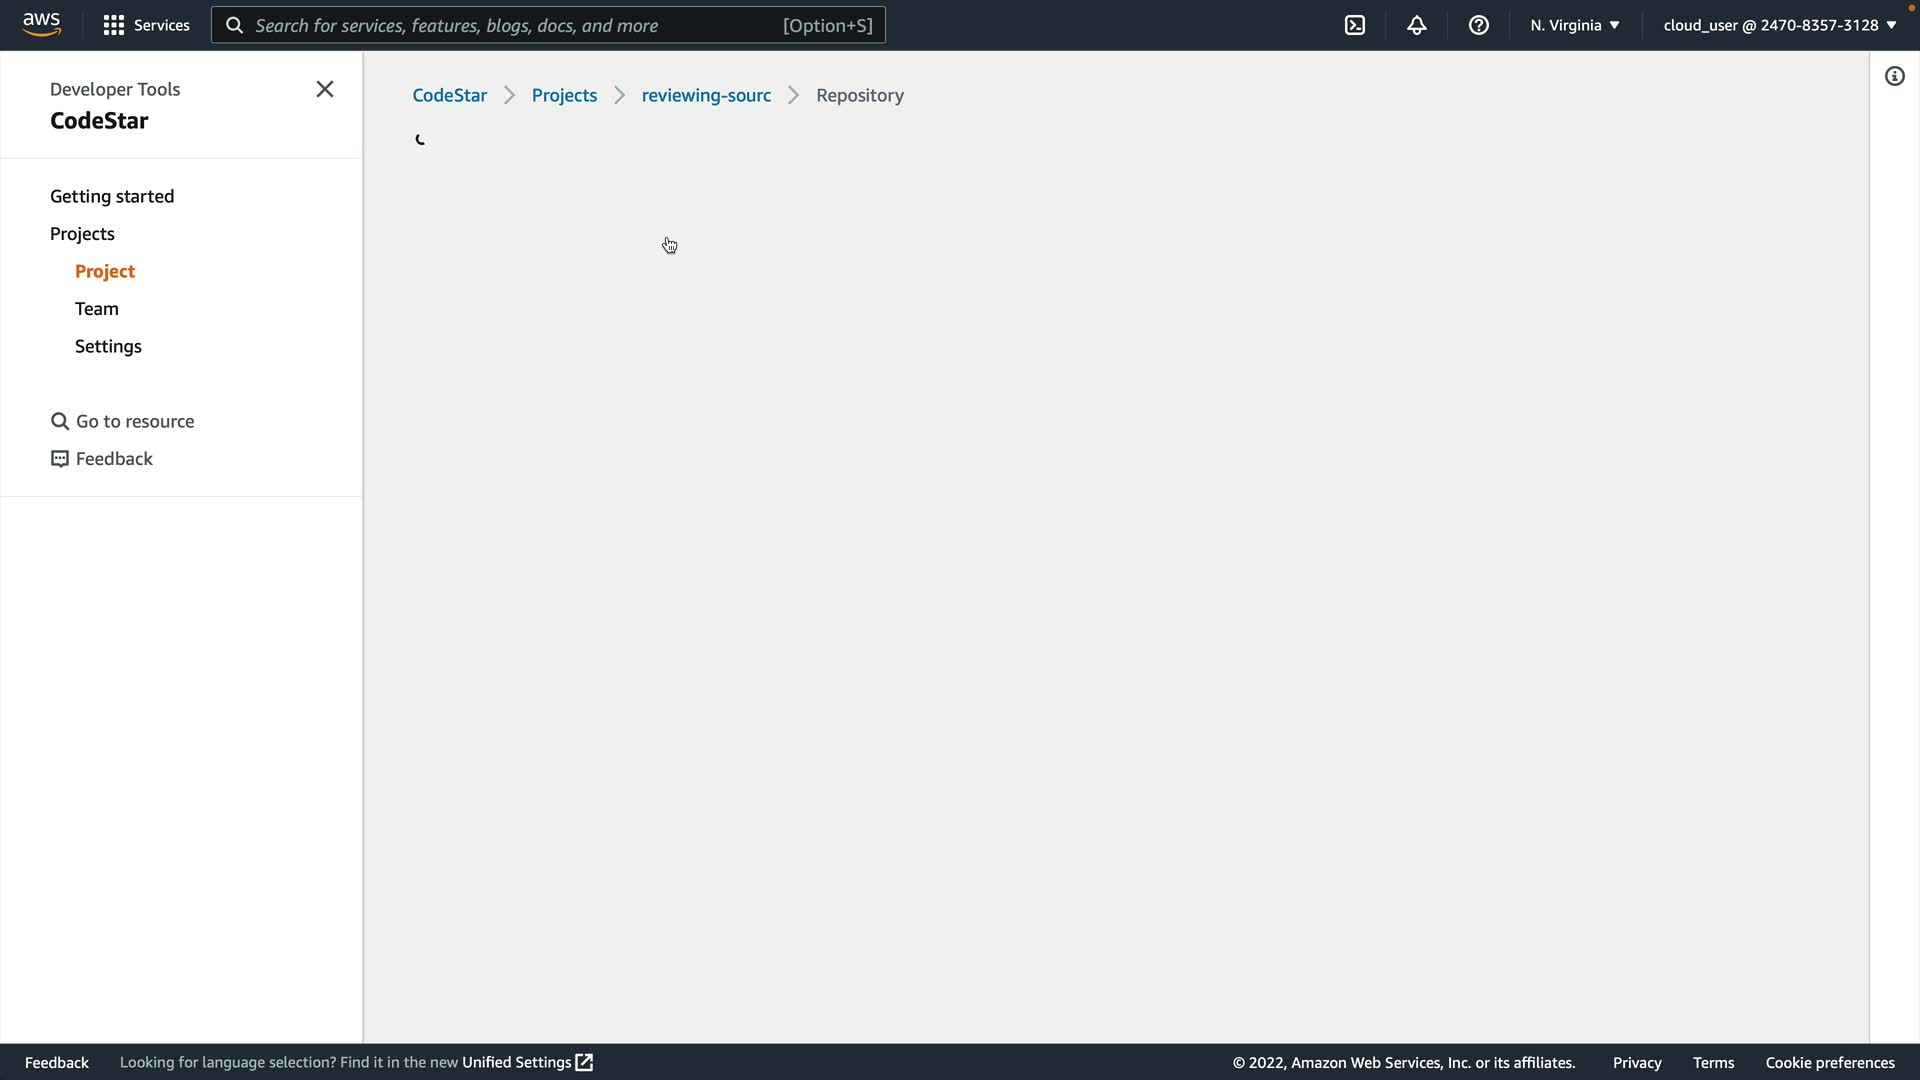 aws
Services
Search for services, features, blogs, docs, and more [Option+S]
N. Virginia
cloud_user @ 2470-8357-3128
Developer Tools
CodeStar
Getting started
Projects
Project
Team
Settings
Go to resource
Feedback
CodeStar
Projects
reviewing-sourc
Repository
Feedback
Looking for language selection? Find it in the new Unified Settings
© 2022, Amazon Web Services, Inc. or its affiliates.
Privacy
Terms
Cookie preferences